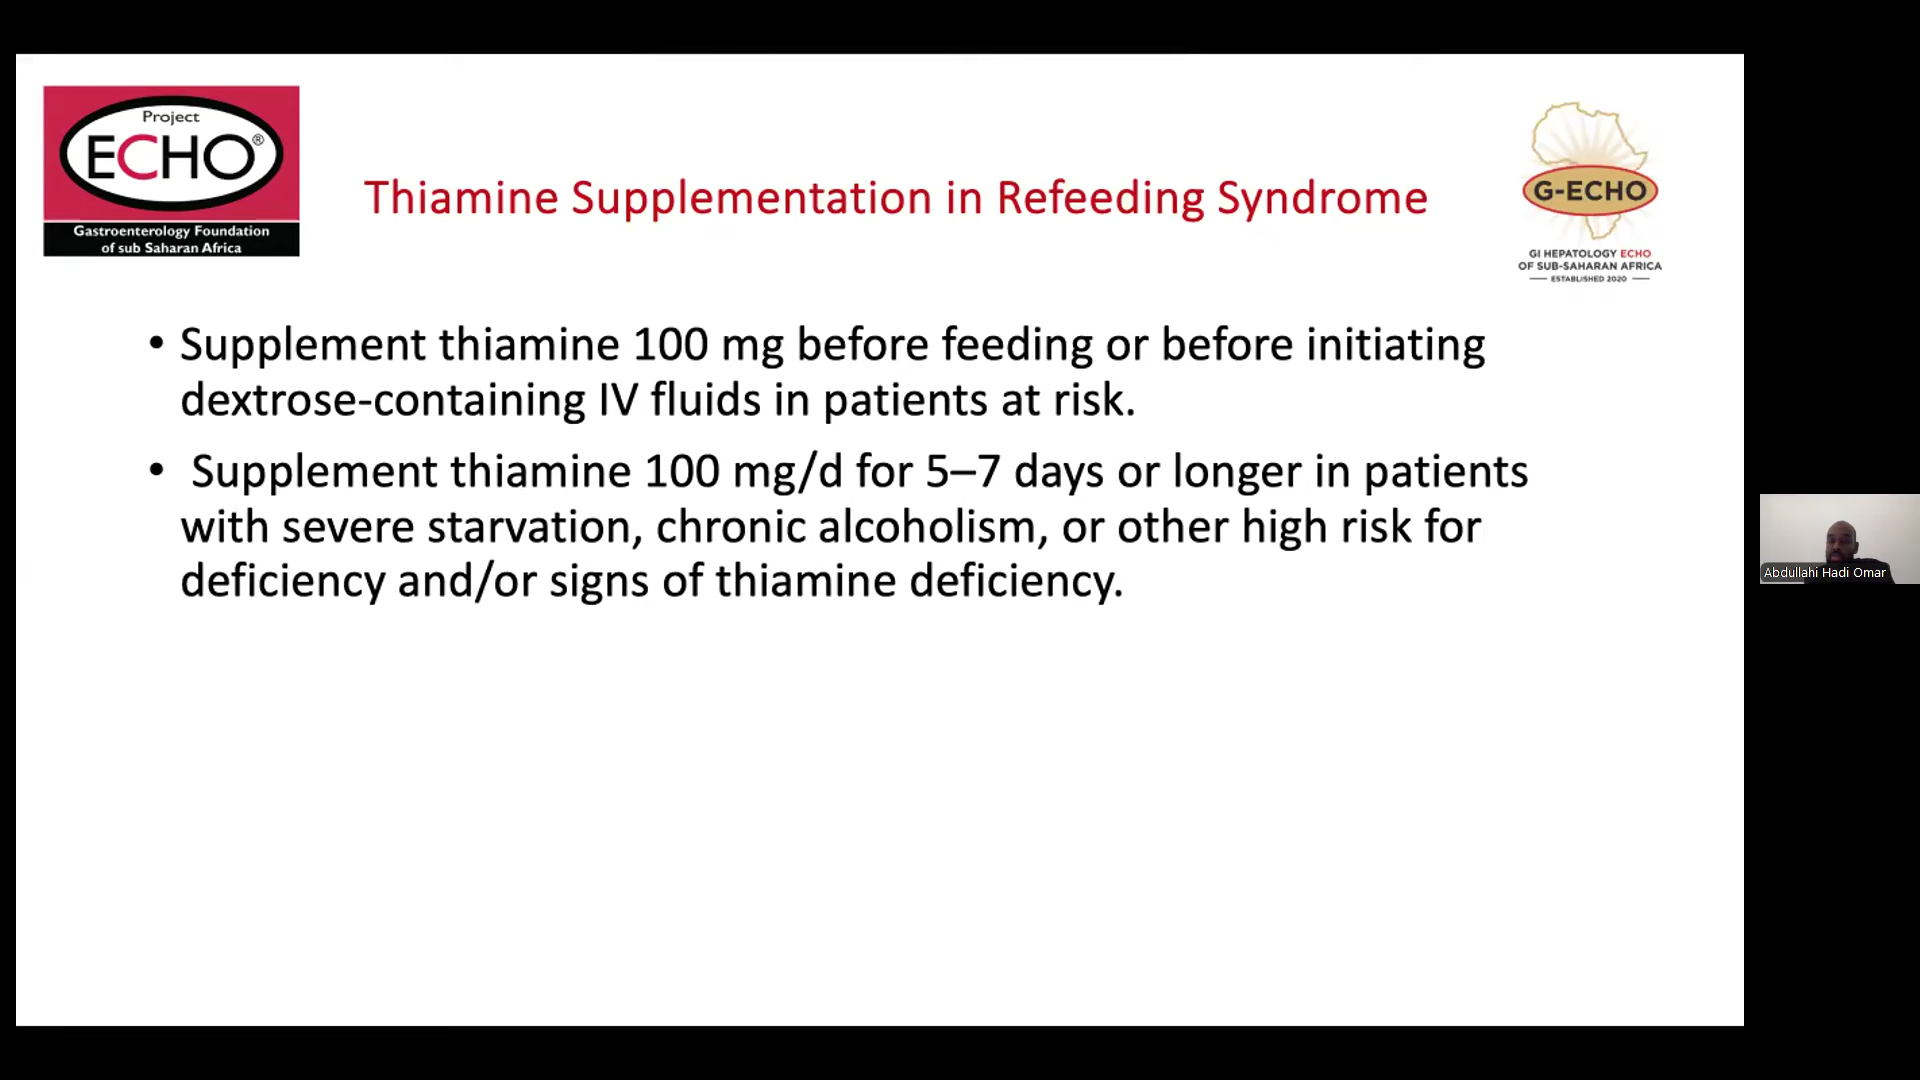 Project
ECHO®
Gastroenterology Foundation
of sub Saharan Africa
Thiamine Supplementation in Refeeding Syndrome
G-ECHO
GI HEPATOLOGY ECHO
OF SUB-SAHARAN AFRICA
ESTABLISHED 2020
• Supplement thiamine 100 mg before feeding or before initiating
dextrose-containing IV fluids in patients at risk.
• Supplement thiamine 100 mg/d for 5–7 days or longer in patients
with severe starvation, chronic alcoholism, or other high risk for
deficiency and/or signs of thiamine deficiency.
Abdullahi Hadi Omar